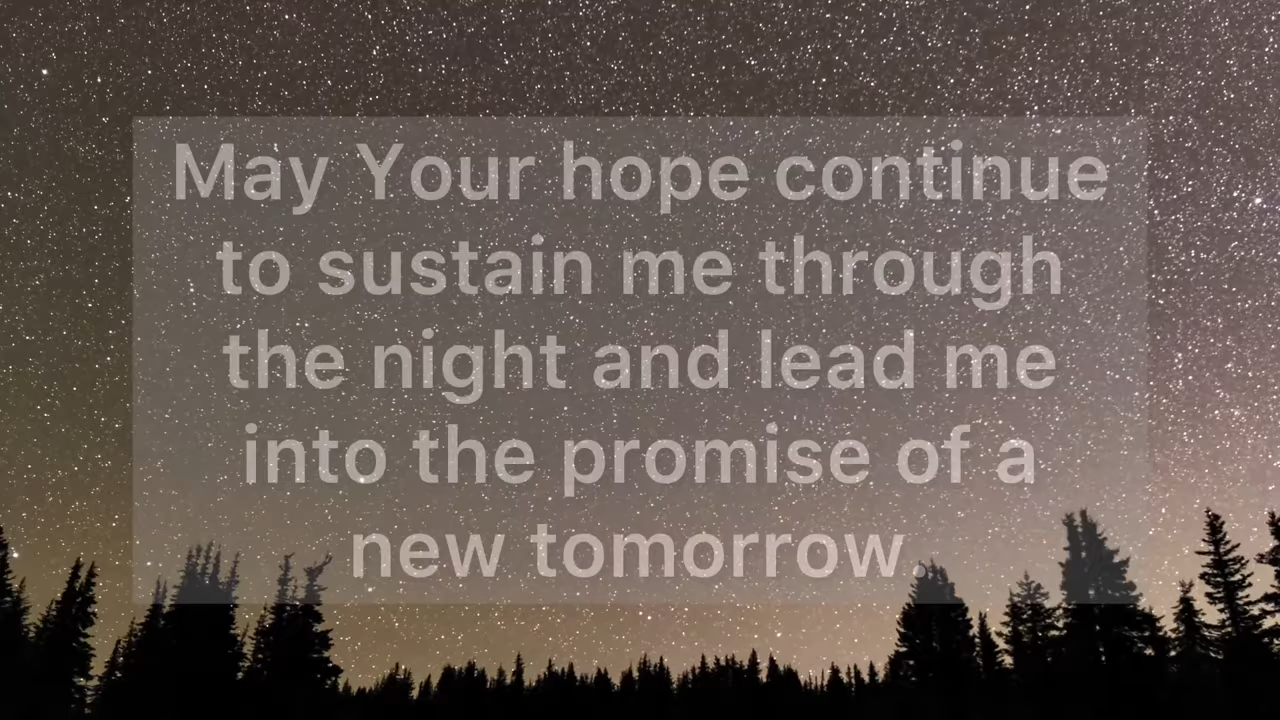 May Your hope continue
to sustain me through
the night and lead me
into the promise of a
new tomorrow,